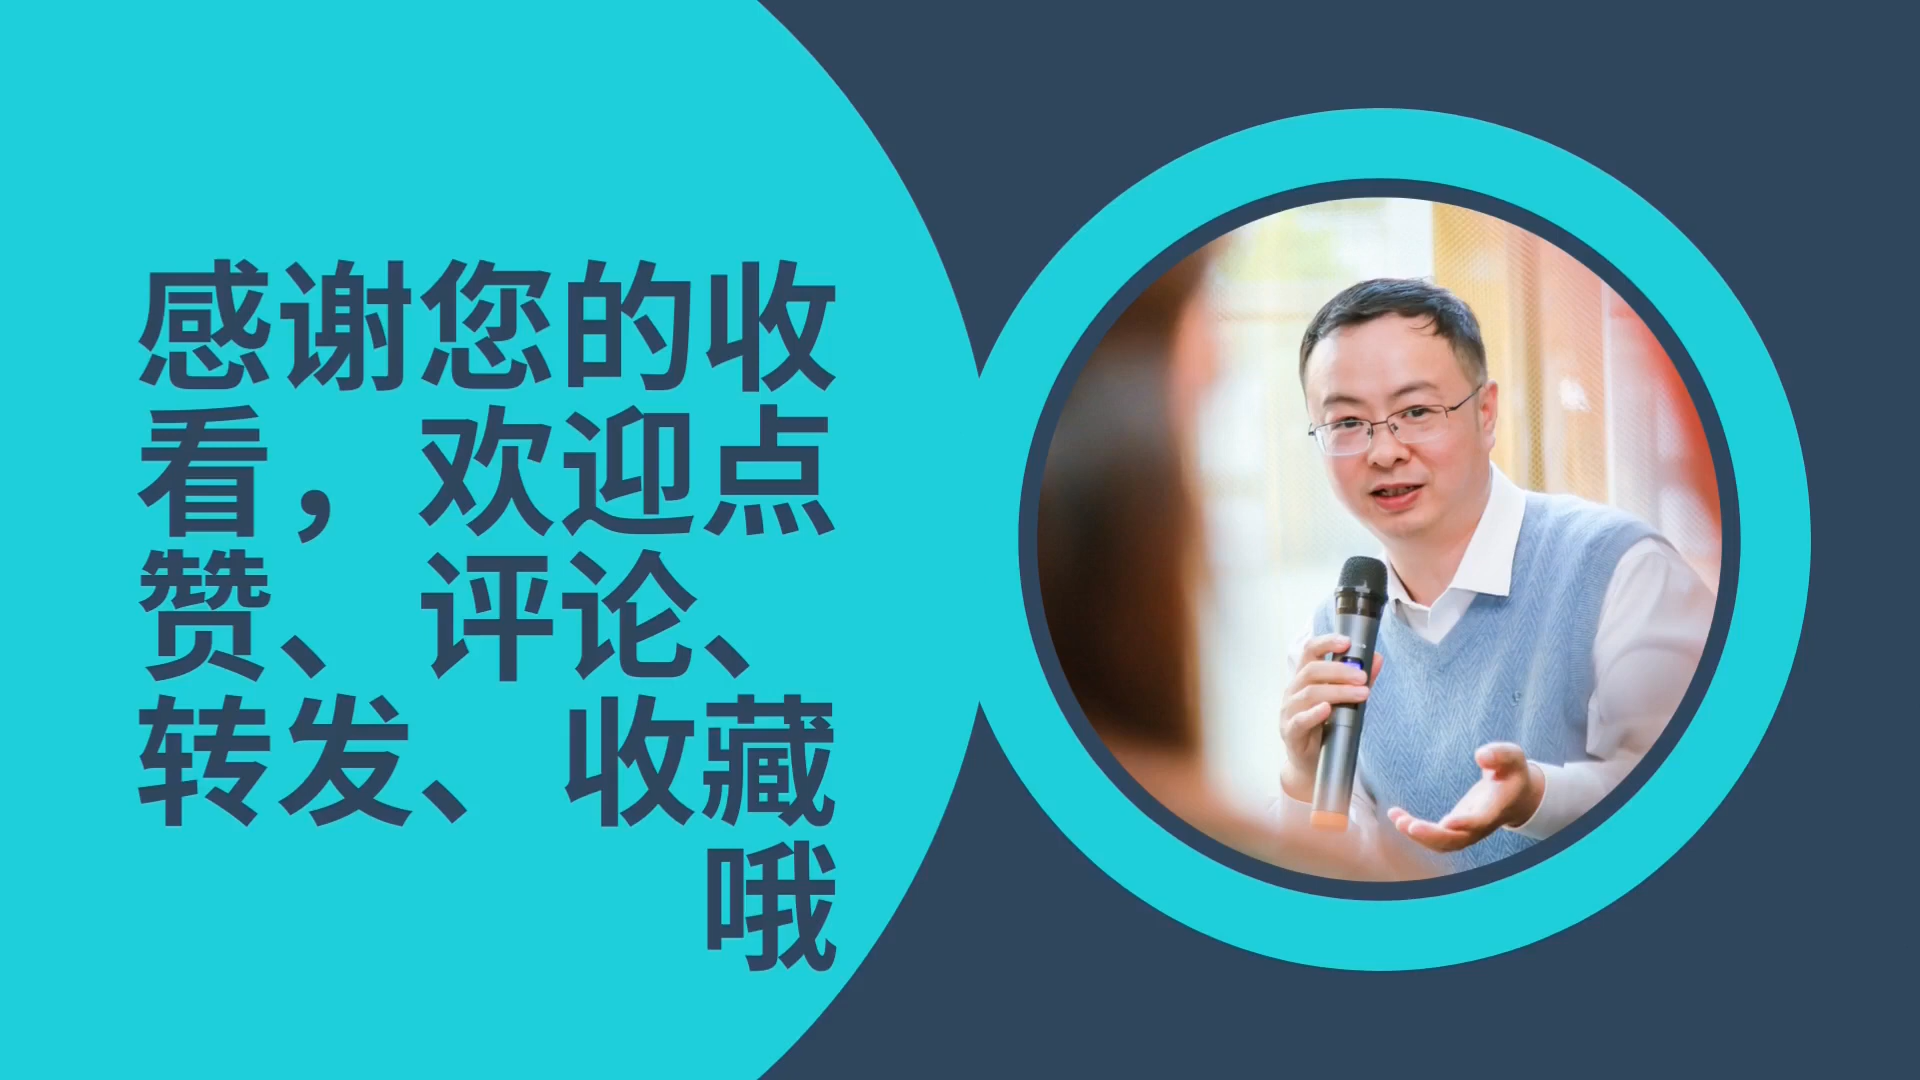 感谢您的收
看，欢迎点
赞、评论、
转发、收藏
哦